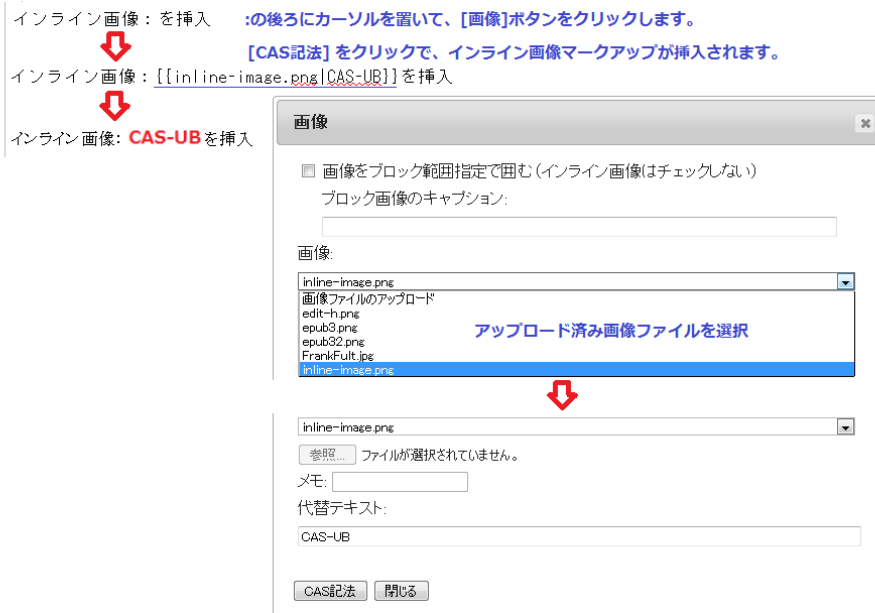 インライン画像：を挿入
:の後ろにカーソルを置いて、[画像]ボタンをクリックします。
[CAS記法] をクリックで、インライン画像マークアップが挿入されます。
インライン画像：{{inline-image.png|CAS-UB}}を挿入
インライン画像: CAS-UBを挿入
画像
画像をブロック範囲指定で囲む(インライン画像はチェックしない)
ブロック画像のキャプション:
画像:
inline-image.png
画像ファイルのアップロード
edit-h.png
epub3.png
epub32.png
FrankFult.jpg
inline-image.png
アップロード済み画像ファイルを選択
inline-image.png
参照... ファイルが選択されていません。
メモ:
代替テキスト:
CAS-UB
CAS記法 閉じる